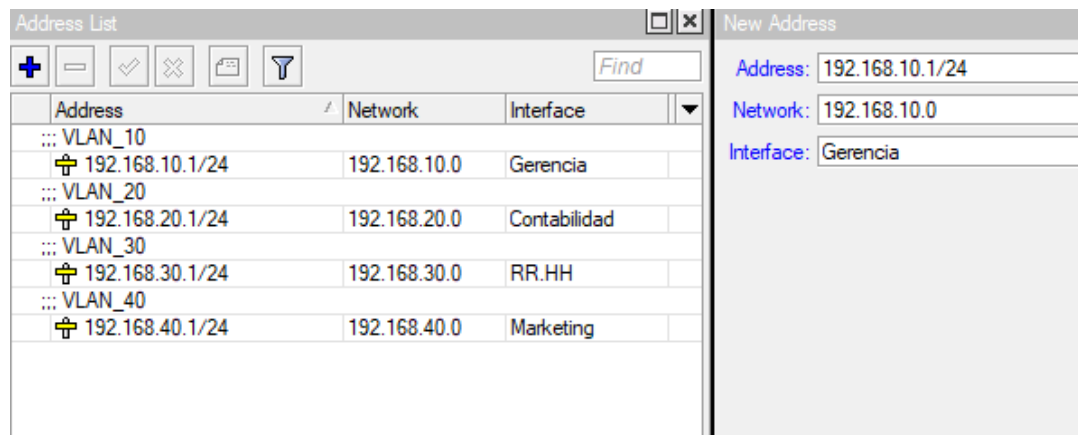 Address List
Find
Address Network Interface
;;; VLAN_10
192.168.10.1/24 192.168.10.0 Gerencia
;;; VLAN_20
192.168.20.1/24 192.168.20.0 Contabilidad
;;; VLAN_30
192.168.30.1/24 192.168.30.0 RR.HH
;;; VLAN_40
192.168.40.1/24 192.168.40.0 Marketing
New Address
Address: 192.168.10.1/24
Network: 192.168.10.0
Interface: Gerencia